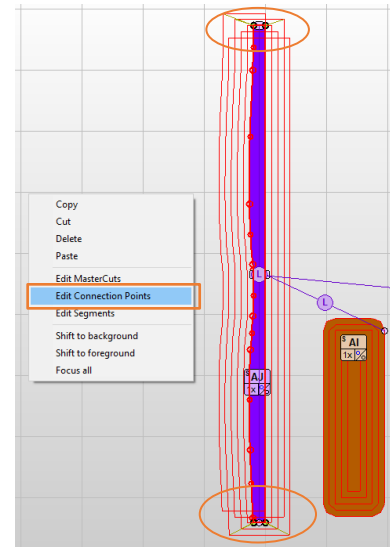 Copy
Cut
Delete
Paste
Edit MasterCuts
Edit Connection Points
Edit Segments
Shift to background
Shift to foreground
Focus all
L
L
S AI
1x %
S AJ
1x %